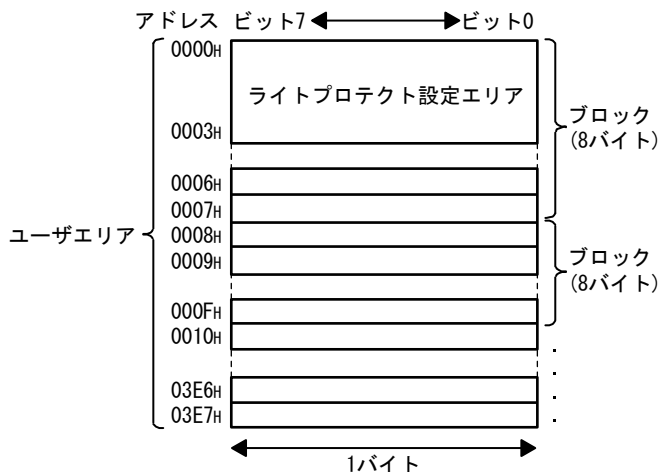 アドレス ビット7 ビット0
0000H
ライトプロテクト設定エリア
0003H
ブロック
(8バイト)
0006H
0007H
ユーザエリア
0008H
0009H
ブロック
(8バイト)
000FH
0010H
03E6H
03E7H
1バイト